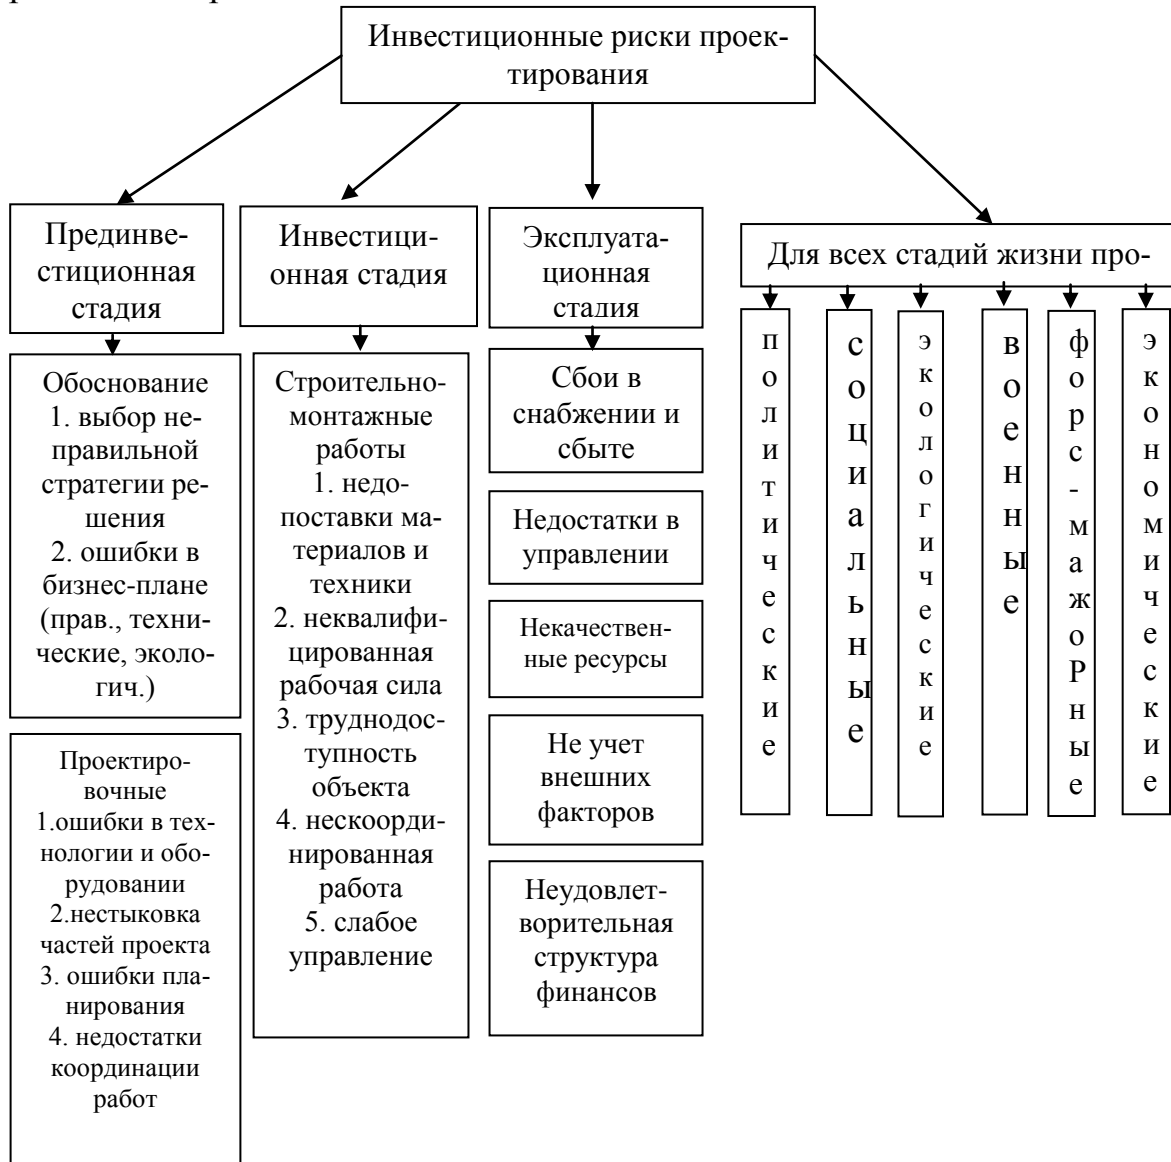 Инвестиционные риски проек-
тирования
Прединве-
стиционная
стадия
Инвестици-
онная стадия
Эксплуата-
ционная
стадия
Для всех стадий жизни про-
Обоснование
1. выбор не-
правильной
стратегии ре-
шения
2. ошибки в
бизнес-плане
(прав., техни-
ческие, эколо-
гич.)
Проектиро-
вочные
1.ошибки в тех-
нологии и обо-
рудовании
2.нестыковка
частей проекта
3. ошибки пла-
нирования
4. недостатки
координации
работ
Строительно-
монтажные
работы
1. недо-
поставки ма-
териалов и
техники
2. неквалифи-
цированная
рабочая сила
3. труднодос-
тупность
объекта
4. нескоорди-
нированная
работа
5. слабое
управление
Сбои в
снабжении и
сбыте
Недостатки в
управлении
Некачествен-
ные ресурсы
Не учет
внешних
факторов
Неудовлет-
ворительная
структура
финансов
политические
социальные
экологические
военные
форс-мажоРные
экономические